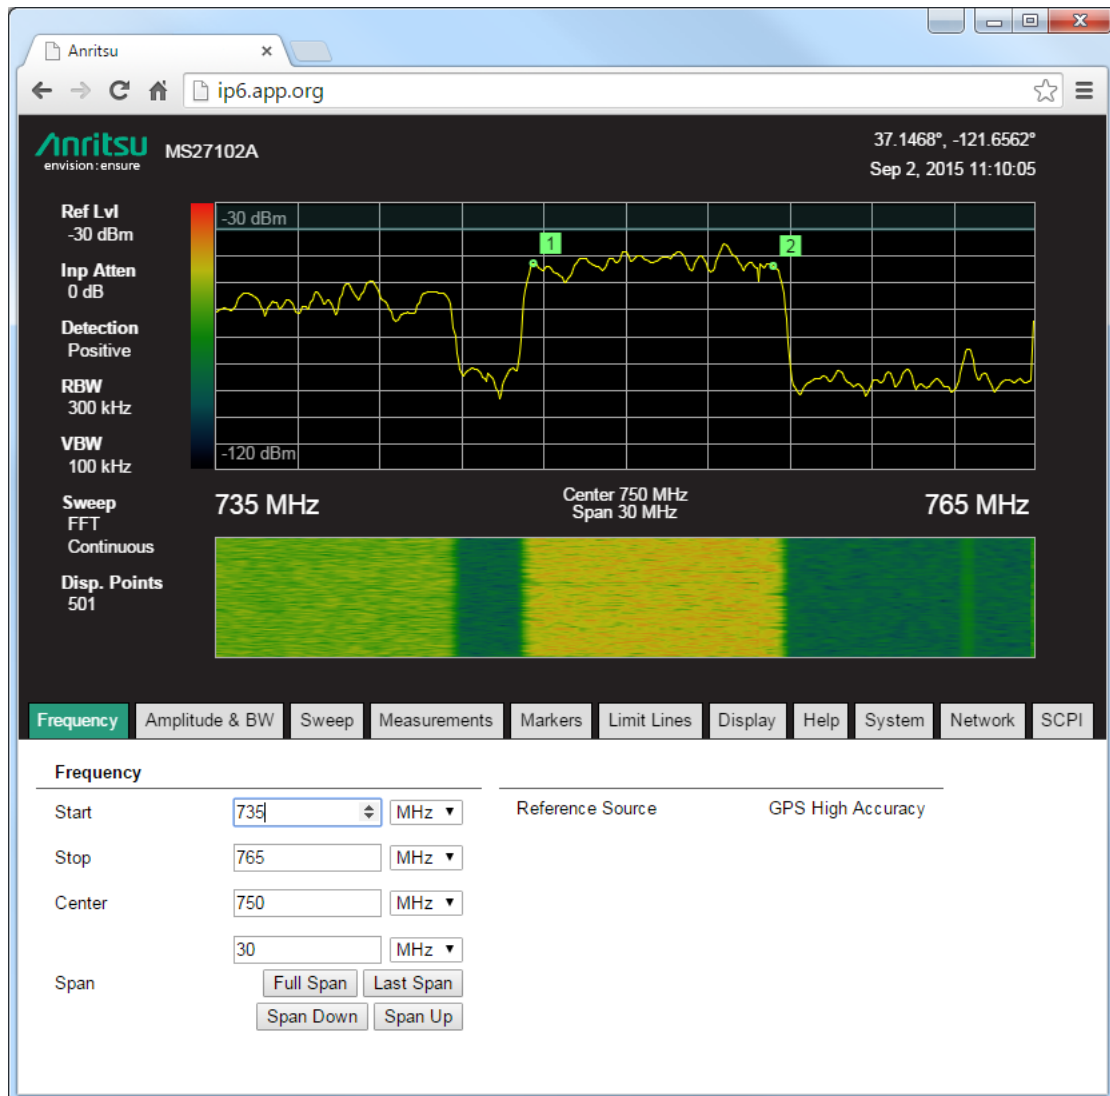 Anritsu
ip6.app.org
Anritsu
envision:ensure
MS27102A
37.1468°, -121.6562°
Sep 2, 2015 11:10:05
Ref Lvl
-30 dBm
Inp Atten
0 dB
Detection
Positive
RBW
300 kHz
VBW
100 kHz
Sweep
FFT
Continuous
Disp. Points
501
-30 dBm
1
2
-120 dBm
735 MHz
Center 750 MHz
Span 30 MHz
765 MHz
Frequency Amplitude & BW Sweep Measurements Markers Limit Lines Display Help System Network SCPI
Frequency
Start 735 MHz
Stop 765 MHz
Center 750 MHz
30 MHz
Span Full Span Last Span
Span Down Span Up
Reference Source GPS High Accuracy